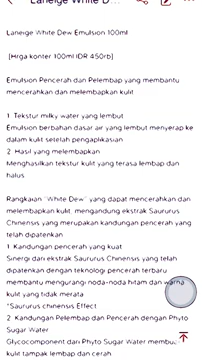 Laneige White D...
Laneige White Dew Emulsion 100ml
[Hrga konter 100ml IDR 450rb]
Emulsion Pencerah dan Pelembap yang membantu
mencerahkan dan melembapkan kulit
1 Tekstur milky water yang lembut
Emulsion berbahan dasar air yang lembut menyerap ke
dalam kulit setelah pengaplikasian
2 Hasil yang melembapkan
Menghasilkan tekstur kulit yang terasa lembap dan
halus
Rangkaian "White Dew" yang dapat mencerahkan dan
melembapkan kulit, mengandung ekstrak Saururus
Chinensis yang merupakan kandungan pencerah yang
telah dipatenkan
1 Kandungan pencerah yang kuat
Sinergi dari ekstrak Saururus Chinensis yang telah
dipatenkan dengan teknologi pencerah terbaru
membantu mengurangi noda-noda hitam dan warna
kulit yang tidak merata
*Saururus chinensis Effect
2 Kandungan Pelembap dan Pencerah dengan Phyto
Sugar Water
Glycocomponent dari Phyto Sugar Water membuat
kulit tampak lembap dan cerah